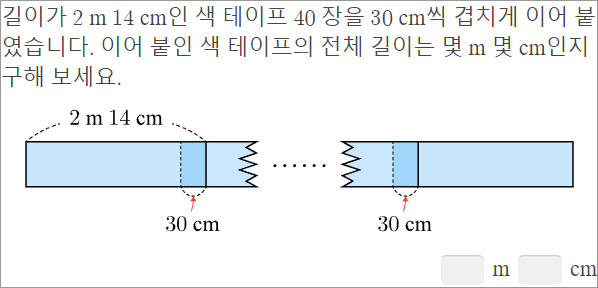 길이가 2 m 14 cm인 색 테이프 40 장을 30 cm씩 겹치게 이어 붙
였습니다. 이어 붙인 색 테이프의 전체 길이는 몇 m 몇 cm인지
구해 보세요.
2 m 14 cm
······
30 cm 30 cm
m cm